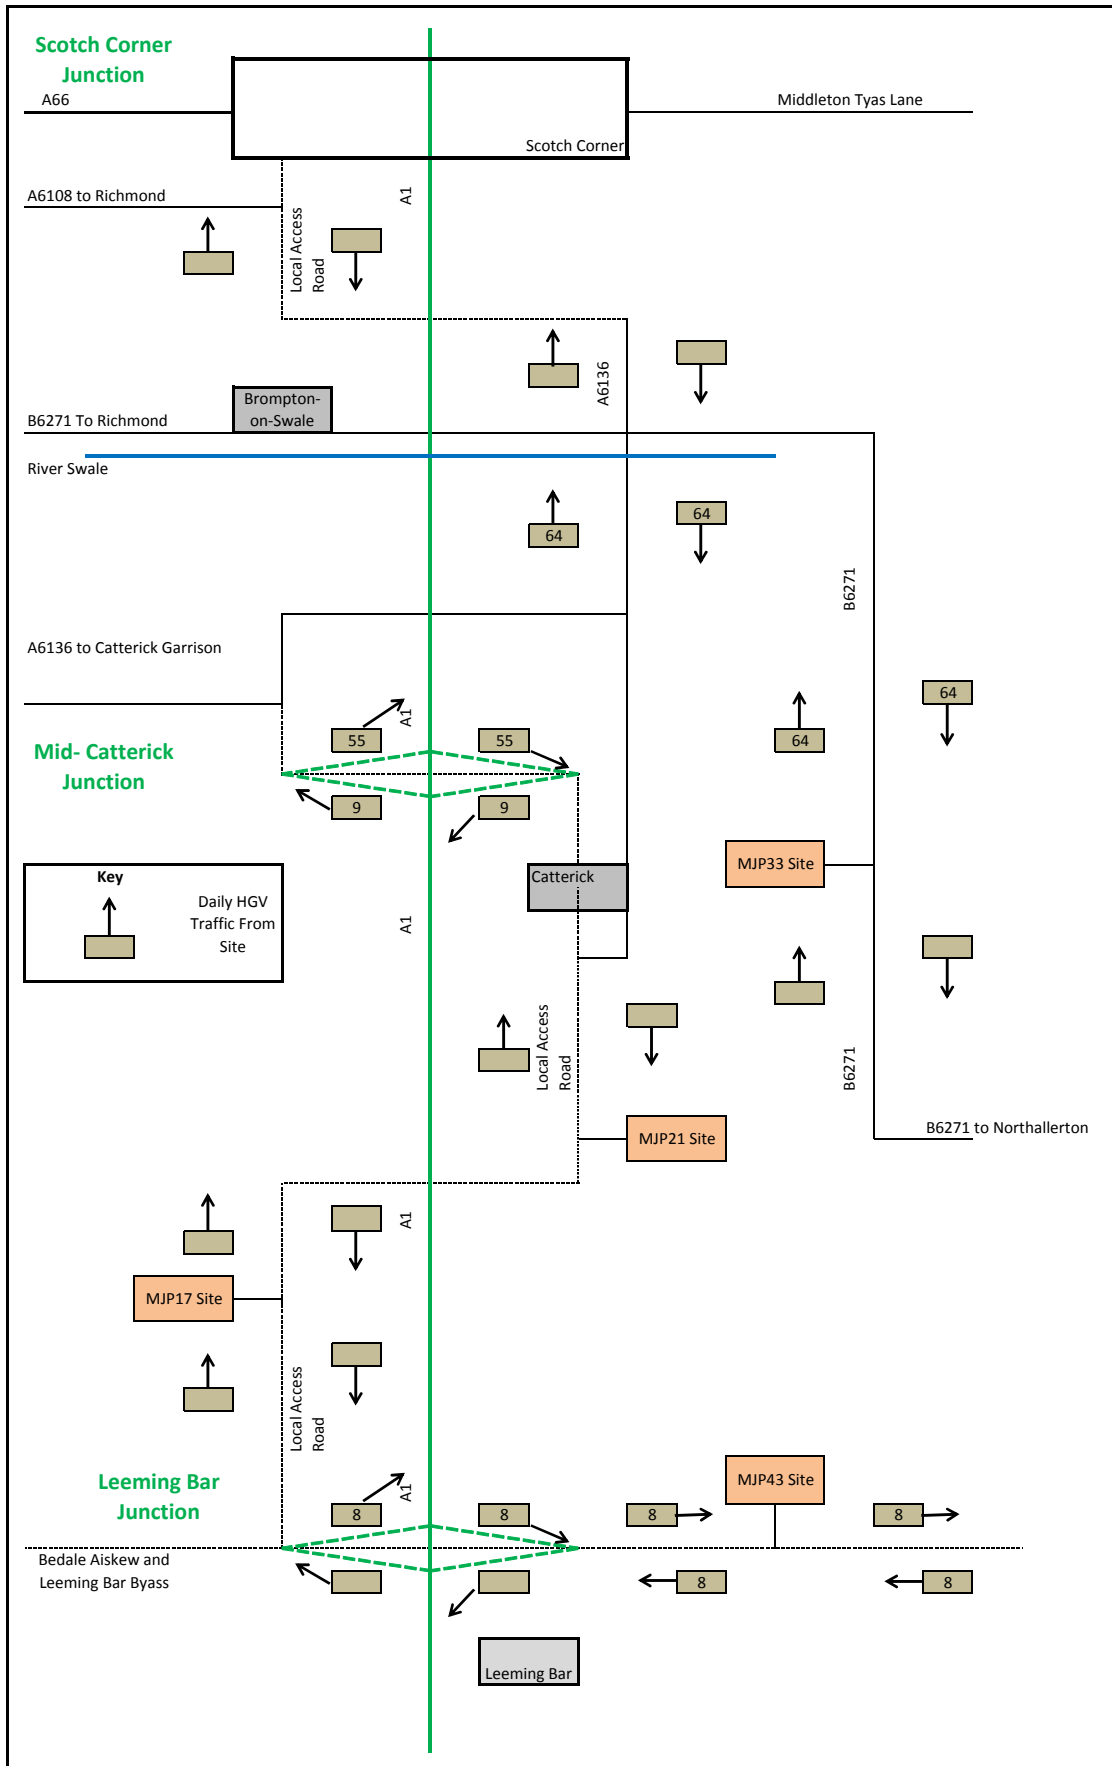 Scotch Corner
Junction
A66
Middleton Tyas Lane
Scotch Corner
A6108 to Richmond
A1
Local Access
Road
A6136
Brompton-
on-Swale
B6271 To Richmond
River Swale
64
64
B6271
A6136 to Catterick Garrison
64
64
A1
55
55
Mid- Catterick
Junction
9
9
Key
Daily HGV
Traffic From
Site
Catterick
MJP33 Site
A1
Local Access
Road
B6271
MJP21 Site
B6271 to Northallerton
A1
MJP17 Site
Local Access
Road
Leeming Bar
Junction
A1
MJP43 Site
8
8
8
8
Bedale Aiskew and
Leeming Bar Byass
8
8
Leeming Bar